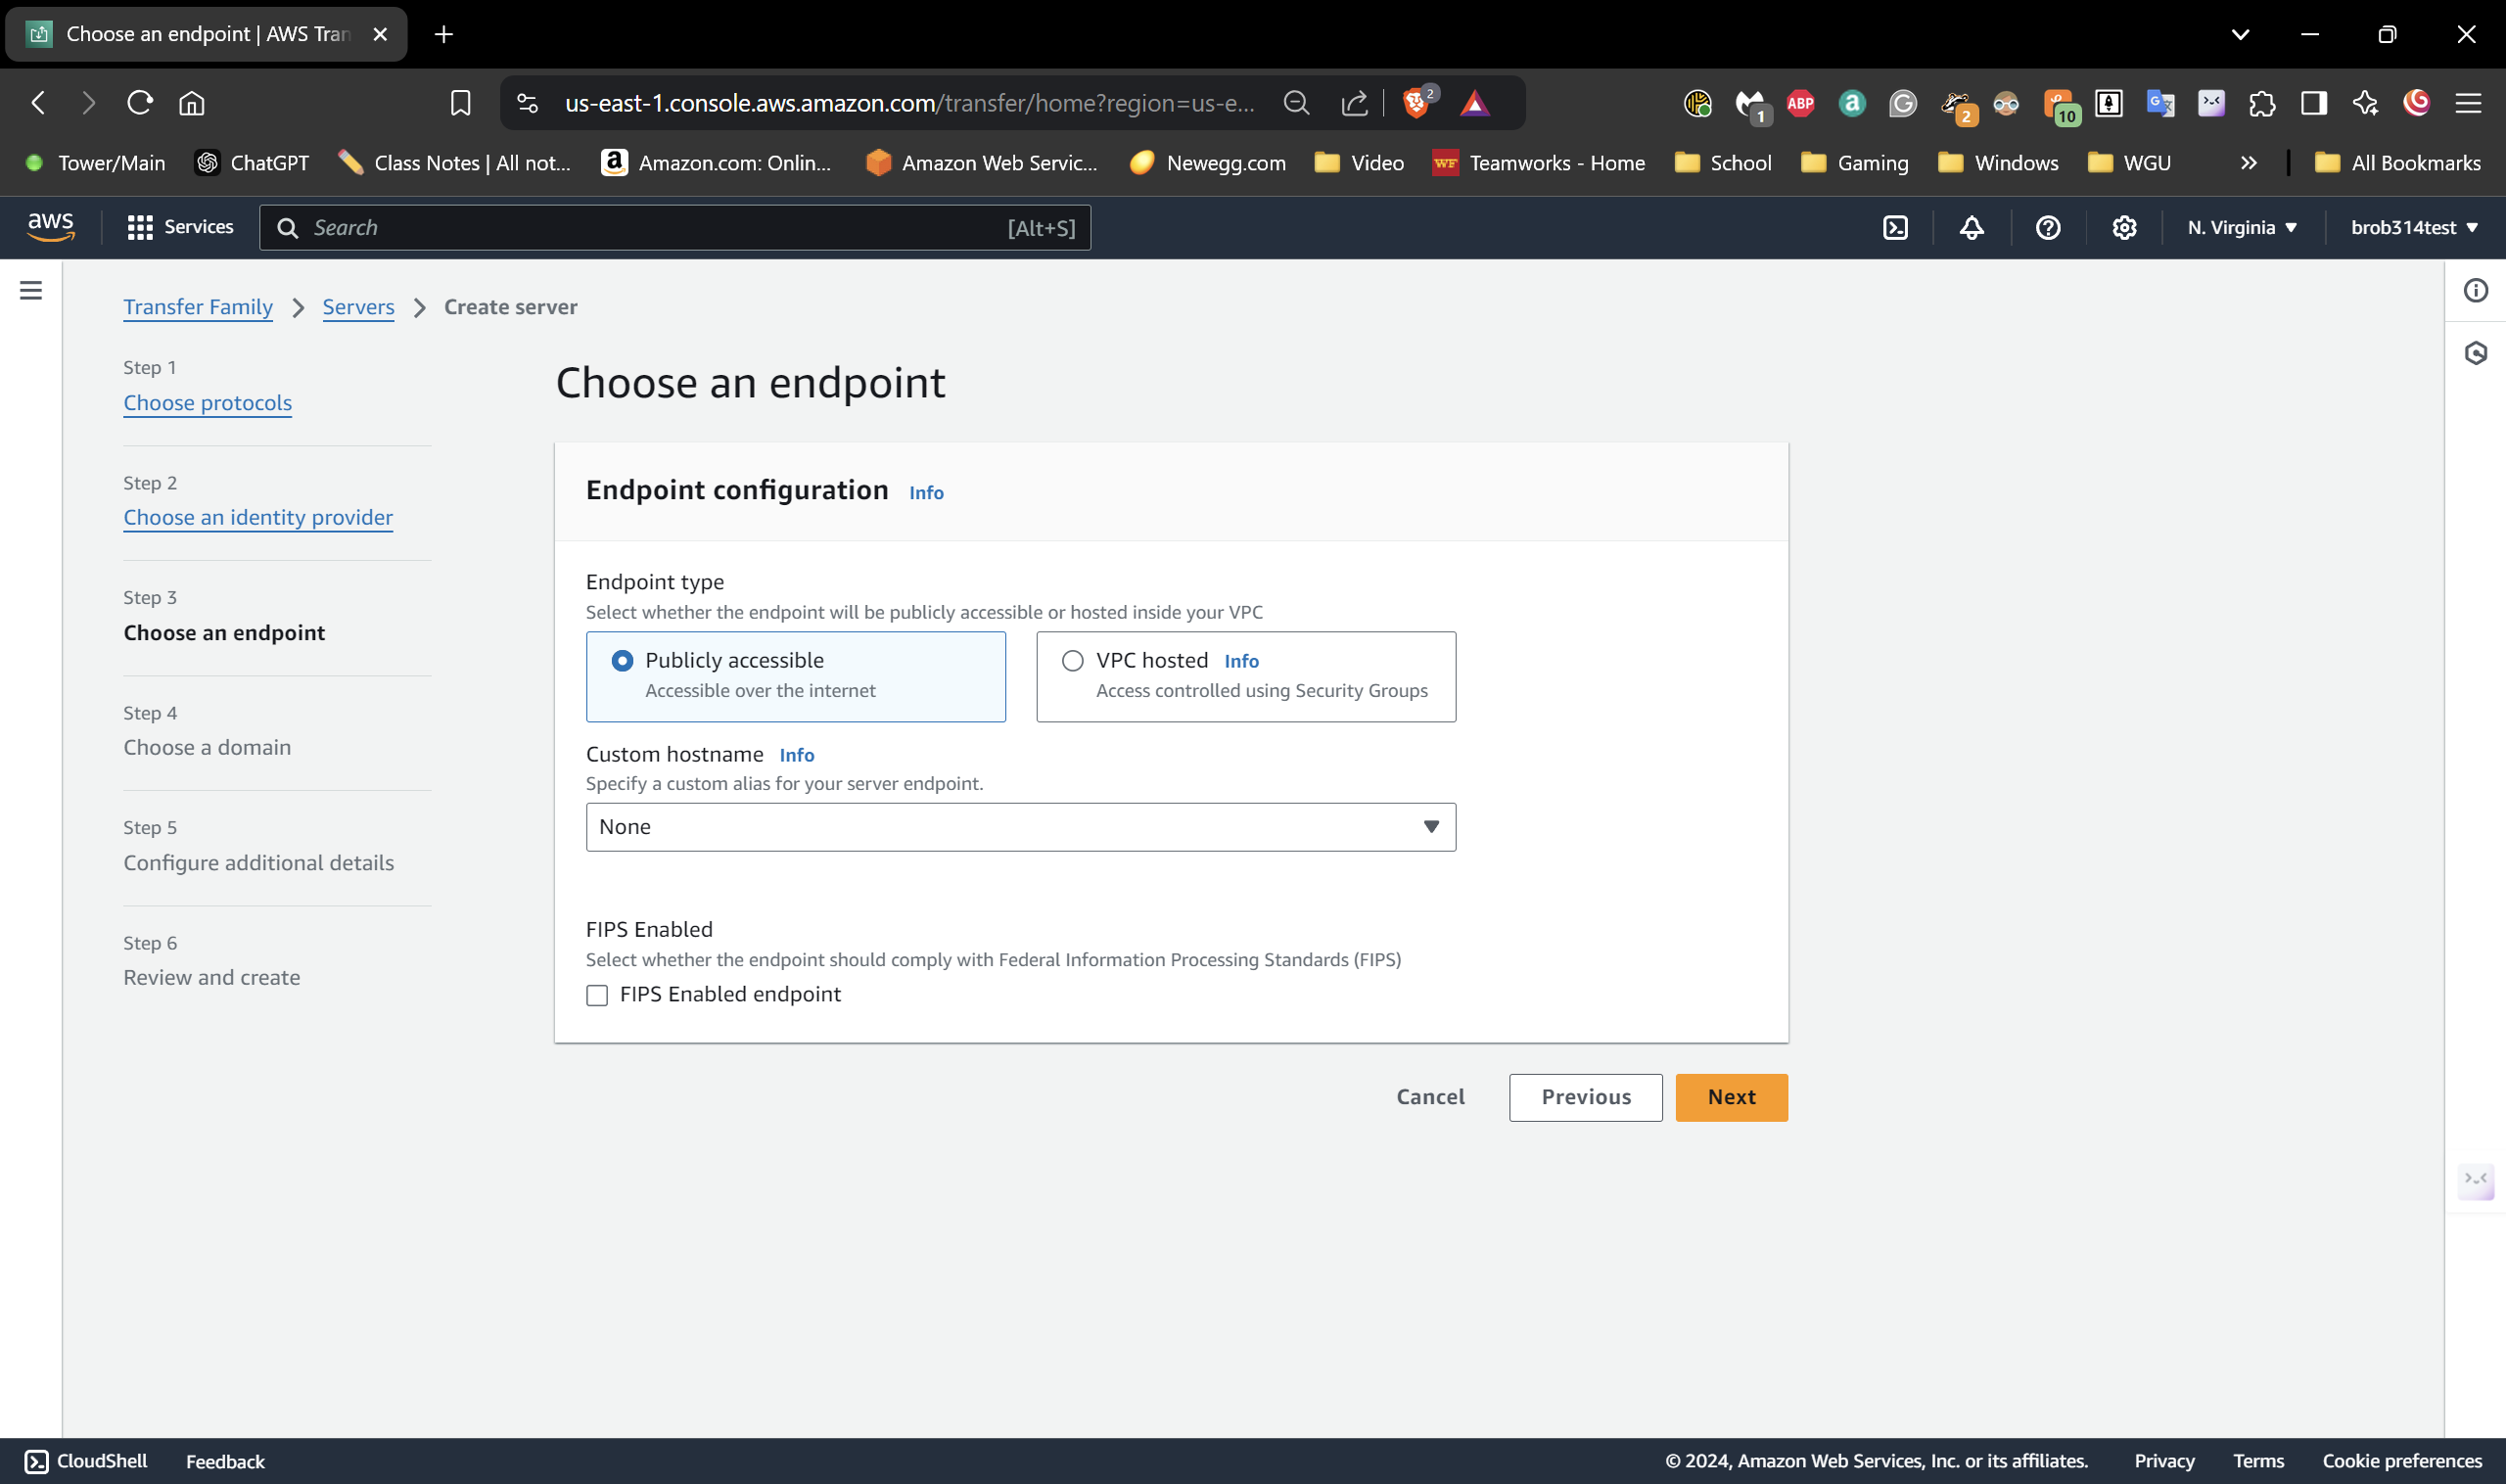 Choose an endpoint | AWS Tran
us-east-1.console.aws.amazon.com/transfer/home?region=us-e...
2
1
ABP
2
10
Tower/Main
ChatGPT
Class Notes | All not...
Amazon.com: Onlin...
Amazon Web Servic...
Newegg.com
Video
WF
Teamworks - Home
School
Gaming
Windows
WGU
All Bookmarks
aws
Services
Search
[Alt+S]
N. Virginia
brob314test
Transfer Family
Servers
Create server
Step 1
Choose protocols
Step 2
Choose an identity provider
Step 3
Choose an endpoint
Step 4
Choose a domain
Step 5
Configure additional details
Step 6
Review and create
Choose an endpoint
Endpoint configuration Info
Endpoint type
Select whether the endpoint will be publicly accessible or hosted inside your VPC
Publicly accessible
Accessible over the internet
VPC hosted Info
Access controlled using Security Groups
Custom hostname Info
Specify a custom alias for your server endpoint.
None
FIPS Enabled
Select whether the endpoint should comply with Federal Information Processing Standards (FIPS)
FIPS Enabled endpoint
Cancel
Previous
Next
CloudShell
Feedback
© 2024, Amazon Web Services, Inc. or its affiliates.
Privacy
Terms
Cookie preferences